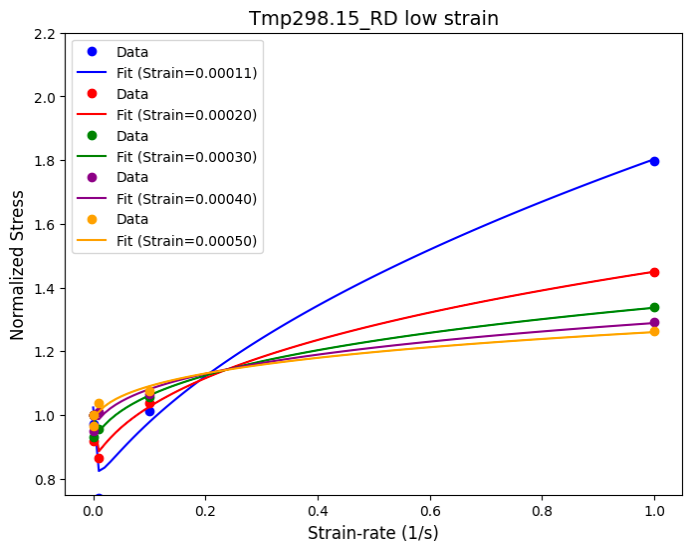 Tmp298.15_RD low strain
Data
Fit (Strain=0.00011)
Data
Fit (Strain=0.00020)
Data
Fit (Strain=0.00030)
Data
Fit (Strain=0.00040)
Data
Fit (Strain=0.00050)
Normalized Stress
2.2
2.0
1.8
1.6
1.4
1.2
1.0
0.8
0.0 0.2 0.4 0.6 0.8 1.0
Strain-rate (1/s)